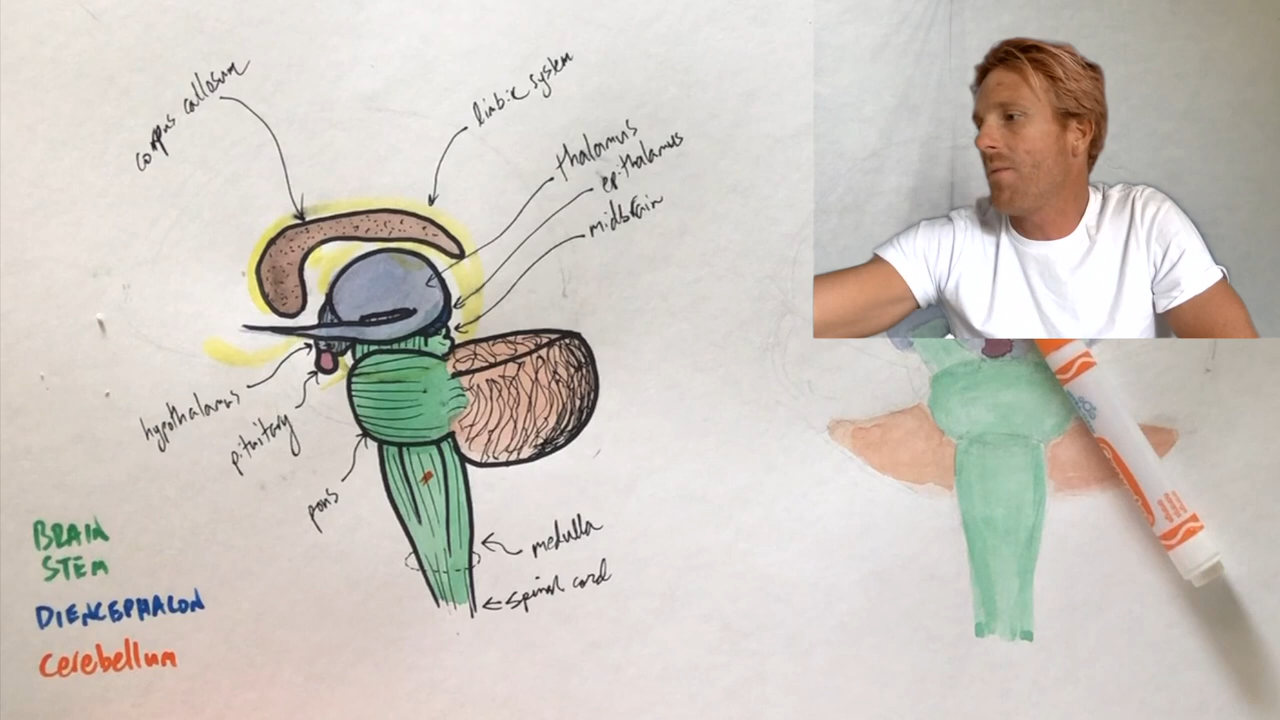 corpus callosum
limbic system
thalamus
epithalamus
midbrain
hypothalamus
pituitary
pons
medulla
spinal cord
BRAIN
STEM
DIENCEPHALON
Cerebellum